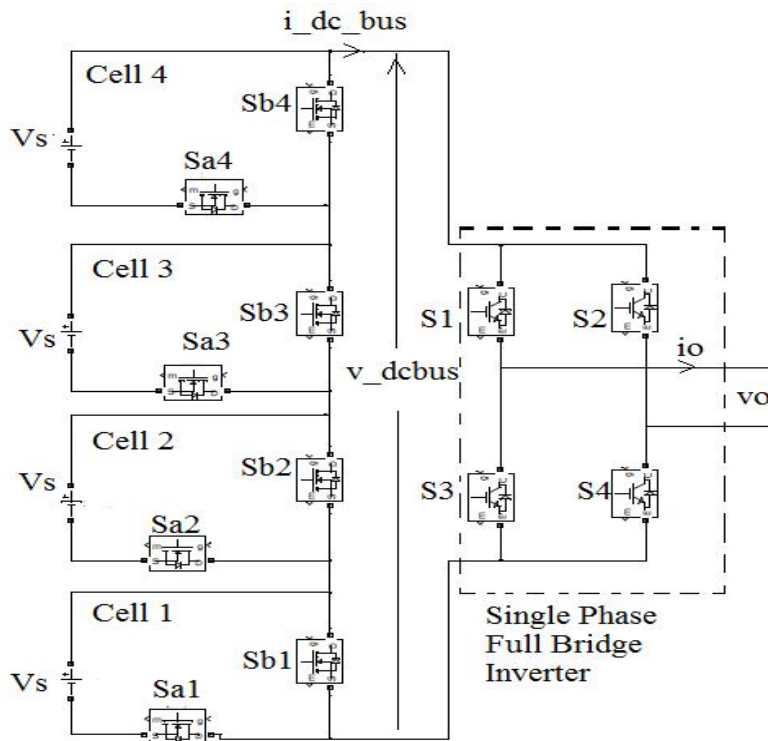 i_dc_bus
Cell 4
Sb4
Vs
Sa4
m
g
S
D
Cell 3
Sb3
Vs
Sa3
m
g
S
D
v_dcbus
Cell 2
Sb2
Vs
Sa2
m
g
S
D
Cell 1
Sb1
Vs
Sa1
m
g
S
D
S1
S2
io
vo
S3
S4
Single Phase
Full Bridge
Inverter